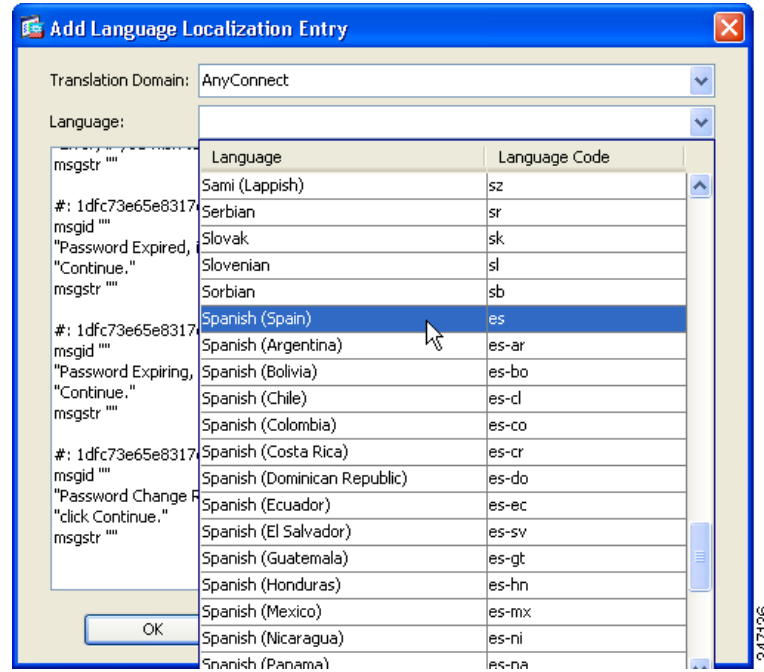 Add Language Localization Entry
Translation Domain: AnyConnect
Language:
Language Language Code
Sami (Lappish) sz
Serbian sr
Slovak sk
Slovenian sl
Sorbian sb
Spanish (Spain) es
Spanish (Argentina) es-ar
Spanish (Bolivia) es-bo
Spanish (Chile) es-cl
Spanish (Colombia) es-co
Spanish (Costa Rica) es-cr
Spanish (Dominican Republic) es-do
Spanish (Ecuador) es-ec
Spanish (El Salvador) es-sv
Spanish (Guatemala) es-gt
Spanish (Honduras) es-hn
Spanish (Mexico) es-mx
Spanish (Nicaragua) es-ni
Spanish (Panama) es-pa
msgstr ""
#: 1dfc73e65e8317
msgid ""
"Password Expired,
"Continue."
msgstr ""
#: 1dfc73e65e8317
msgid ""
"Password Expiring,
"Continue."
msgstr ""
#: 1dfc73e65e8317
msgid ""
"Password Change R
"click Continue."
msgstr ""
OK
247126